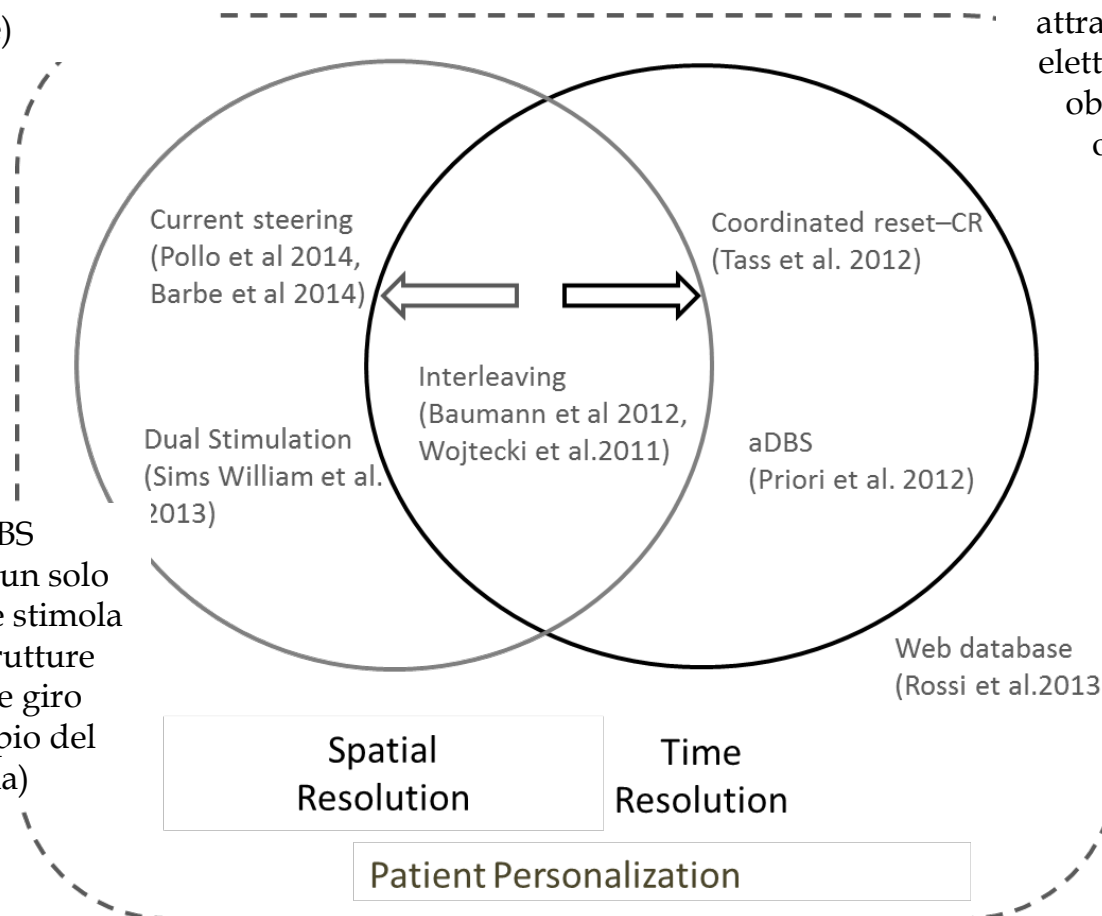 )
attra
elett
ob
Current steering
(Pollo et al 2014,
Barbe et al 2014)
Coordinated reset–CR
(Tass et al. 2012)
Interleaving
(Baumann et al 2012,
Wojtecki et al.2011)
Dual Stimulation
(Sims William et al.
2013)
aDBS
(Priori et al. 2012)
BS
un solo
e stimola
rutture
e giro
pio del
a)
Web database
(Rossi et al.2013
Spatial
Resolution
Time
Resolution
Patient Personalization